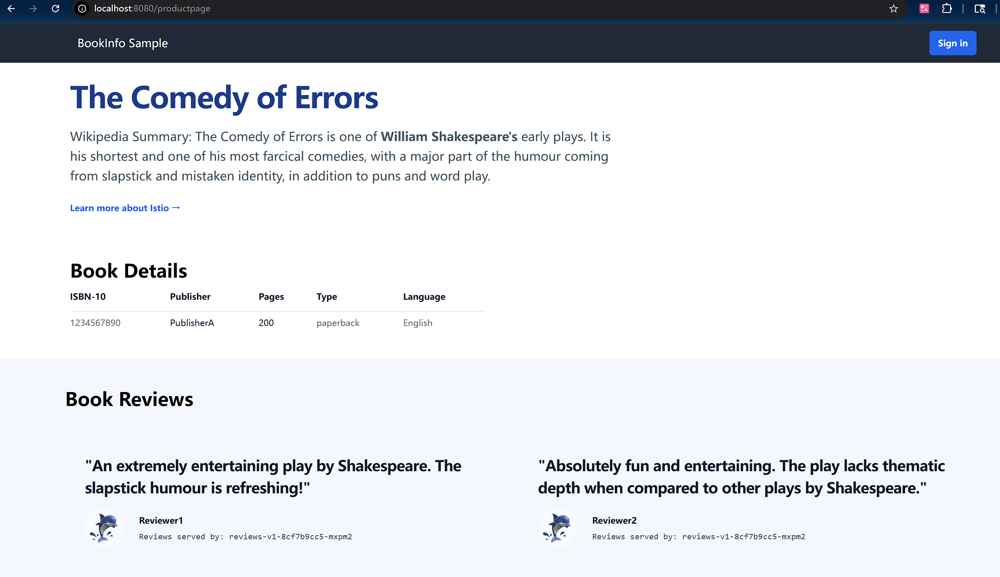 localhost:8080/productpage
BookInfo Sample
Sign in
The Comedy of Errors
Wikipedia Summary: The Comedy of Errors is one of William Shakespeare's early plays. It is
his shortest and one of his most farcical comedies, with a major part of the humour coming
from slapstick and mistaken identity, in addition to puns and word play.
Learn more about Istio →
Book Details
ISBN-10 Publisher Pages Type Language
1234567890 PublisherA 200 paperback English
Book Reviews
"An extremely entertaining play by Shakespeare. The
slapstick humour is refreshing!"
Reviewer1
Reviews served by: reviews-v1-8cf7b9cc5-mxpm2
"Absolutely fun and entertaining. The play lacks thematic
depth when compared to other plays by Shakespeare."
Reviewer2
Reviews served by: reviews-v1-8cf7b9cc5-mxpm2